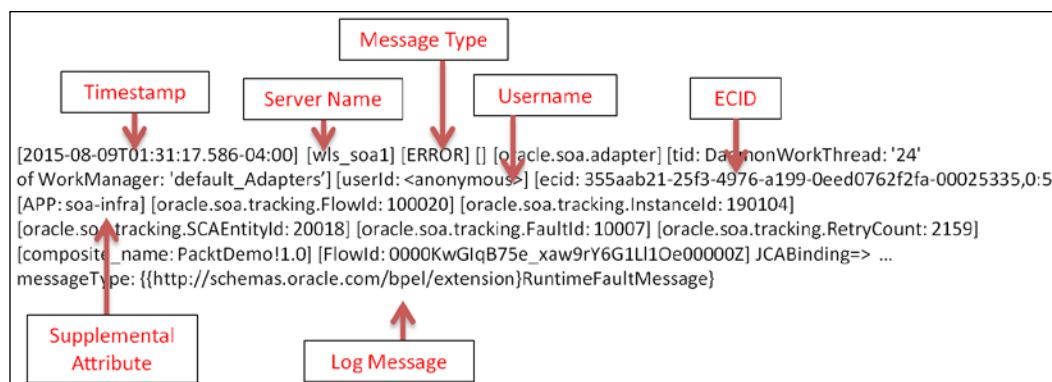 Message Type
Timestamp
Server Name
Username
ECID
[2015-08-09T01:31:17.586-04:00] [wls_soa1] [ERROR] [] [oracle.soa.adapter] [tid: DaemonWorkThread: '24'
of WorkManager: 'default_Adapters'] [userId: <anonymous>] [ecid: 355aab21-25f3-4976-a199-0eed0762f2fa-00025335,0:5
[APP: soa-infra] [oracle.soa.tracking.FlowId: 100020] [oracle.soa.tracking.InstanceId: 190104]
[oracle.soa.tracking.SCAEntityId: 20018] [oracle.soa.tracking.FaultId: 10007] [oracle.soa.tracking.RetryCount: 2159]
[composite_name: PacktDemo!1.0] [FlowId: 0000KwGIqB75e_xaw9rY6G1Ll1Oe00000Z] JCABinding=> ...
messageType: {{http://schemas.oracle.com/bpel/extension}RuntimeFaultMessage}
Supplemental
Attribute
Log Message